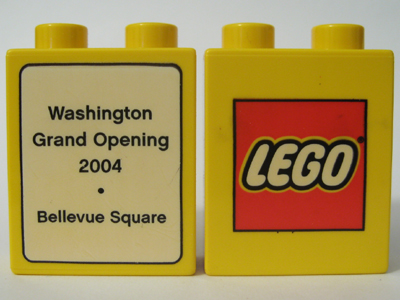 Washington
Grand Opening
2004
•
Bellevue Square
LEGO